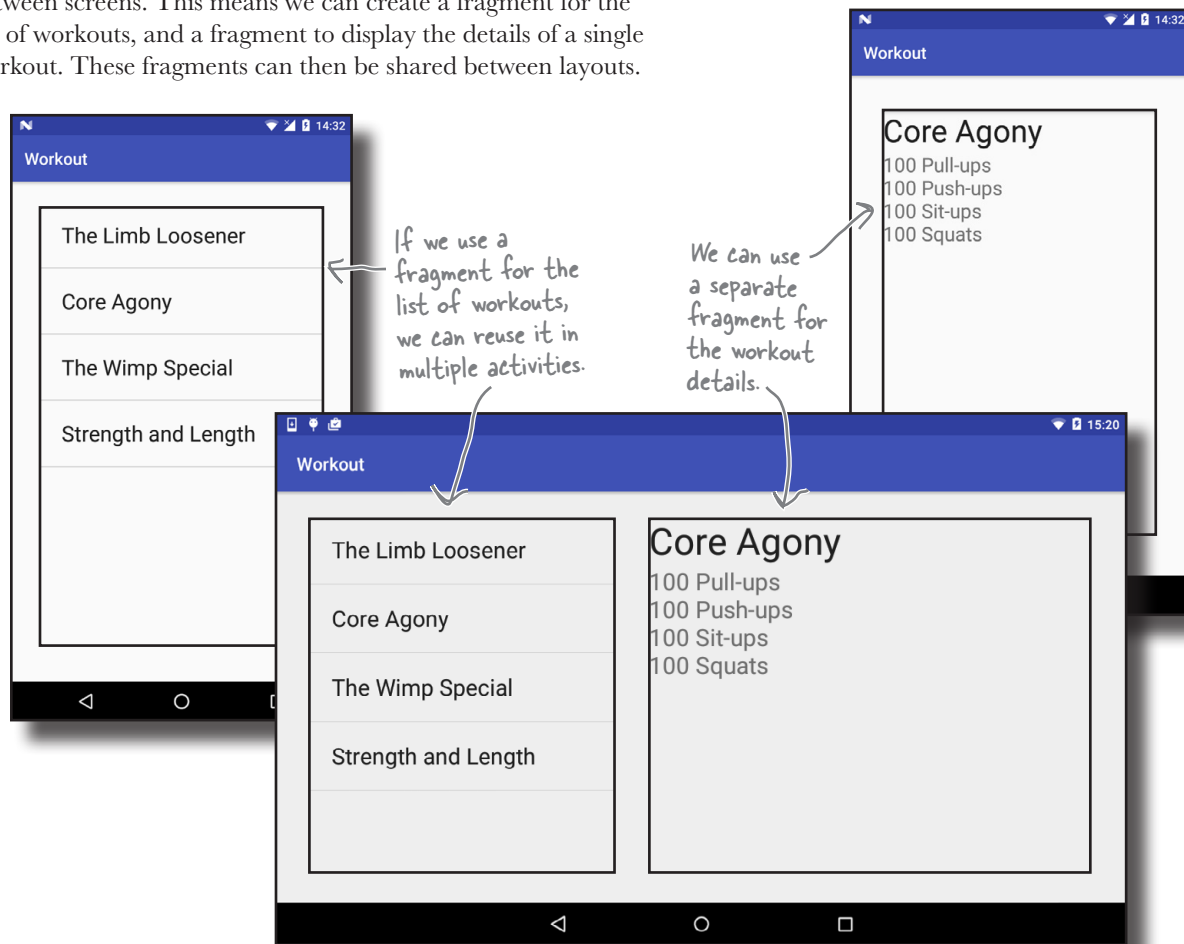 tween screens. This means we can create a fragment for the
of workouts, and a fragment to display the details of a single
rkout. These fragments can then be shared between layouts.
14:32
Workout
The Limb Loosener
Core Agony
The Wimp Special
Strength and Length
If we use a
fragment for the
list of workouts,
we can reuse it in
multiple activities.
We can use
a separate
fragment for
the workout
details.
14:32
Workout
Core Agony
100 Pull-ups
100 Push-ups
100 Sit-ups
100 Squats
15:20
Workout
The Limb Loosener
Core Agony
The Wimp Special
Strength and Length
Core Agony
100 Pull-ups
100 Push-ups
100 Sit-ups
100 Squats